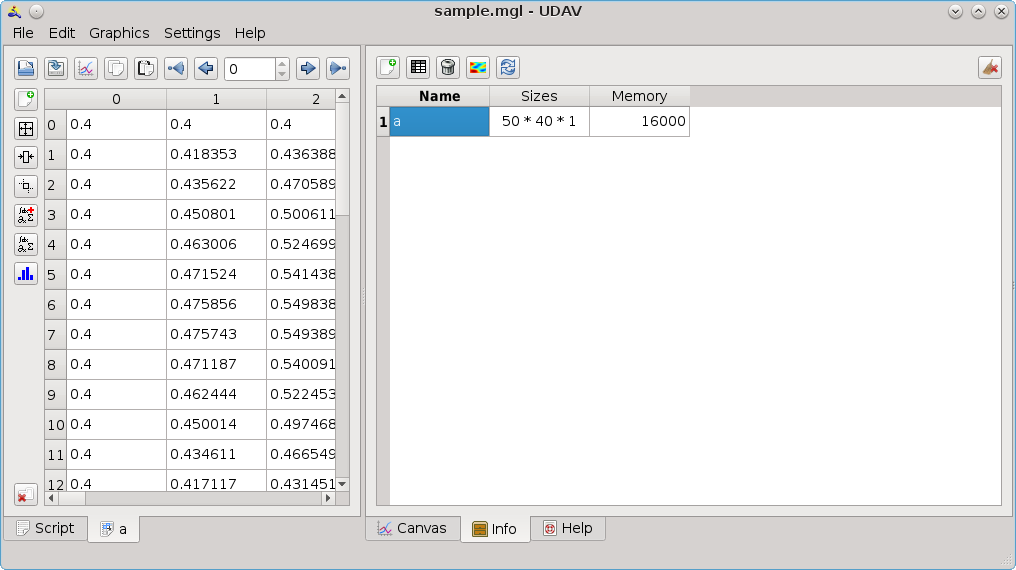 sample.mgl - UDAV
File Edit Graphics Settings Help
0
0 1 2
0 0.4 0.4 0.4
1 0.4 0.418353 0.436388
2 0.4 0.435622 0.470589
3 0.4 0.450801 0.500611
4 0.4 0.463006 0.524699
5 0.4 0.471524 0.541438
6 0.4 0.475856 0.549838
7 0.4 0.475743 0.549389
8 0.4 0.471187 0.540091
9 0.4 0.462444 0.522453
10 0.4 0.450014 0.497468
11 0.4 0.434611 0.466549
12 0.4 0.417117 0.431451
Script a
Name Sizes Memory
1 a 50 * 40 * 1 16000
Canvas Info Help